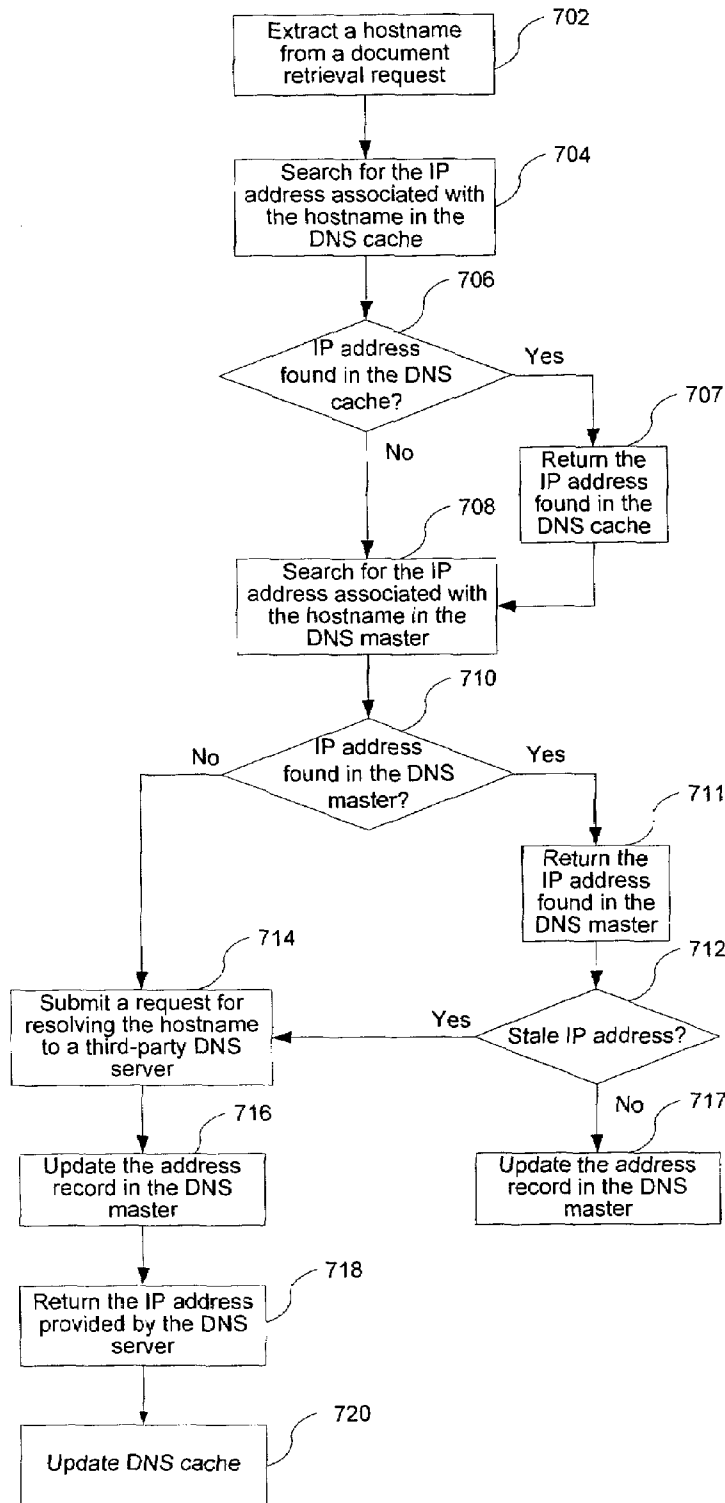 702
Extract a hostname
from a document
retrieval request
704
Search for the IP
address associated with
the hostname in the
DNS cache
706
IP address
found in the DNS
cache?
Yes
No
707
Return the
IP address
found in the
DNS cache
708
Search for the IP
address associated with
the hostname in the
DNS master
710
IP address
found in the DNS
master?
No
Yes
711
Return the
IP address
found in the
DNS master
714
Submit a request for
resolving the hostname
to a third-party DNS
server
712
Stale IP address?
Yes
No
716
Update the address
record in the DNS
master
717
Update the address
record in the DNS
master
718
Return the IP address
provided by the DNS
server
720
Update DNS cache